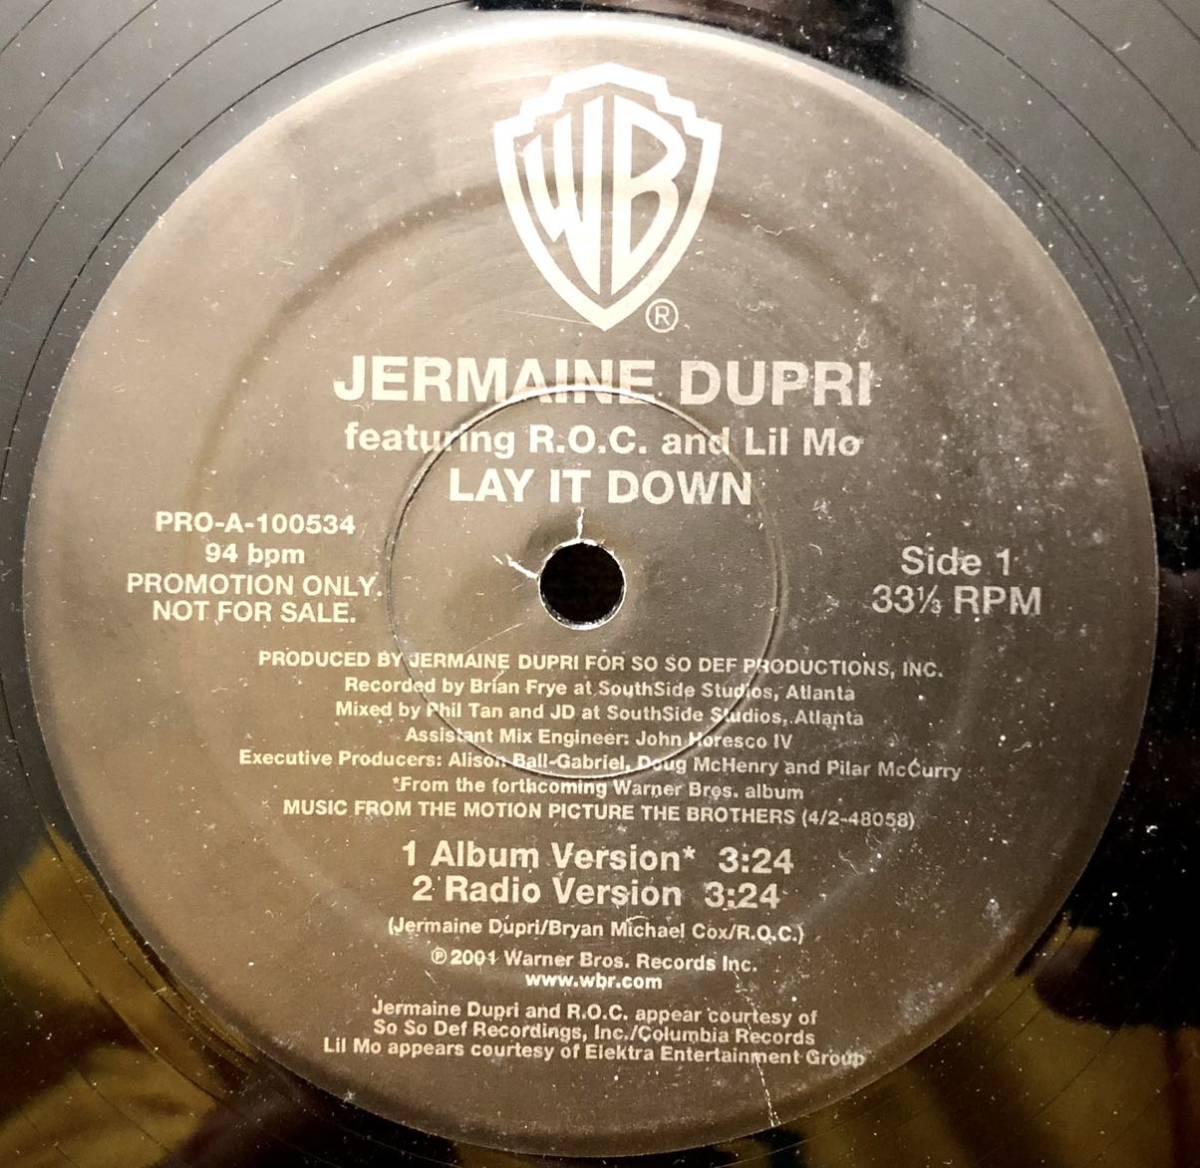 WB
®
JERMAINE DUPRI
featuring R.O.C. and Lil Mo
LAY IT DOWN
PRO-A-100534
94 bpm
PROMOTION ONLY.
NOT FOR SALE.
Side 1
33⅓ RPM
PRODUCED BY JERMAINE DUPRI FOR SO SO DEF PRODUCTIONS, INC.
Recorded by Brian Frye at SouthSide Studios, Atlanta
Mixed by Phil Tan and JD at SouthSide Studios, Atlanta
Assistant Mix Engineer: John Horesco IV
Executive Producers: Alison Ball-Gabriel, Doug McHenry and Pilar McCurry
*From the forthcoming Warner Bros. album
MUSIC FROM THE MOTION PICTURE THE BROTHERS (4/2-48058)
1 Album Version* 3:24
2 Radio Version 3:24
(Jermaine Dupri/Bryan Michael Cox/R.O.C.)
℗ 2001 Warner Bros. Records Inc.
www.wbr.com
Jermaine Dupri and R.O.C. appear courtesy of
So So Def Recordings, Inc./Columbia Records
Lil Mo appears courtesy of Elektra Entertainment Group